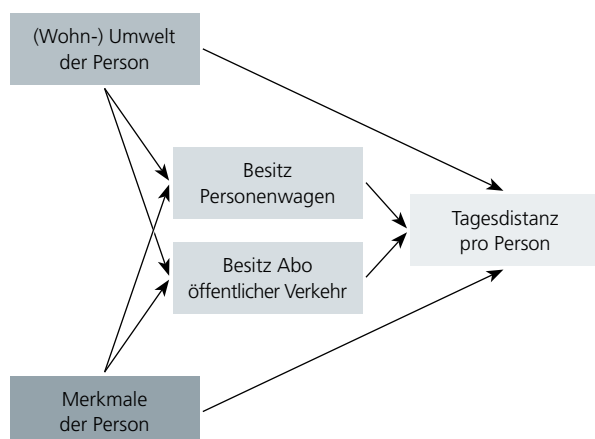 (Wohn-) Umwelt
der Person
Besitz
Personenwagen
Tagesdistanz
pro Person
Besitz Abo
öffentlicher Verkehr
Merkmale
der Person